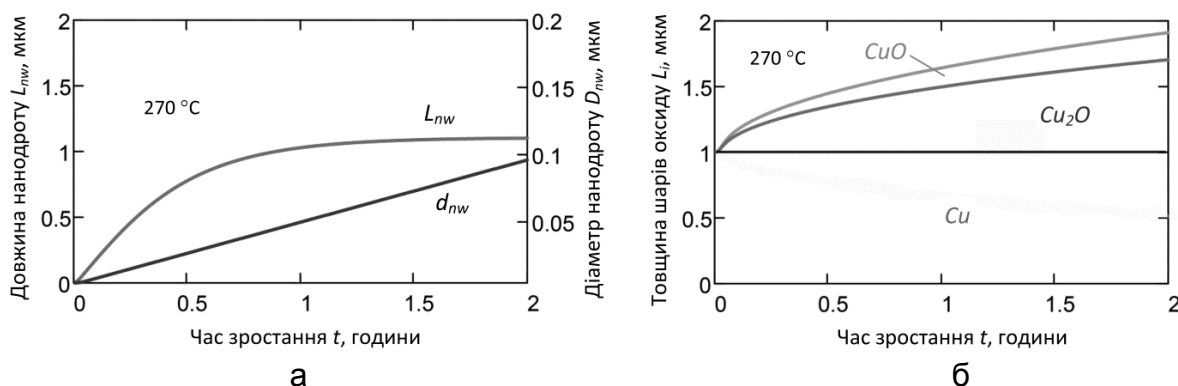 Довжина нанодроту Lnw, мкм
2
1.5
1
0.5
0
270 °C
Lnw
dnw
0.2
0.15
0.1
0.05
Діаметр нанодроту Dnw, мкм
0 0.5 1 1.5 2
Час зростання t, години
а
Товщина шарів оксиду Li, мкм
2
1.5
1
0.5
0
270 °C
CuO
Cu2O
Cu
0.5 1 1.5 2
Час зростання t, години
б